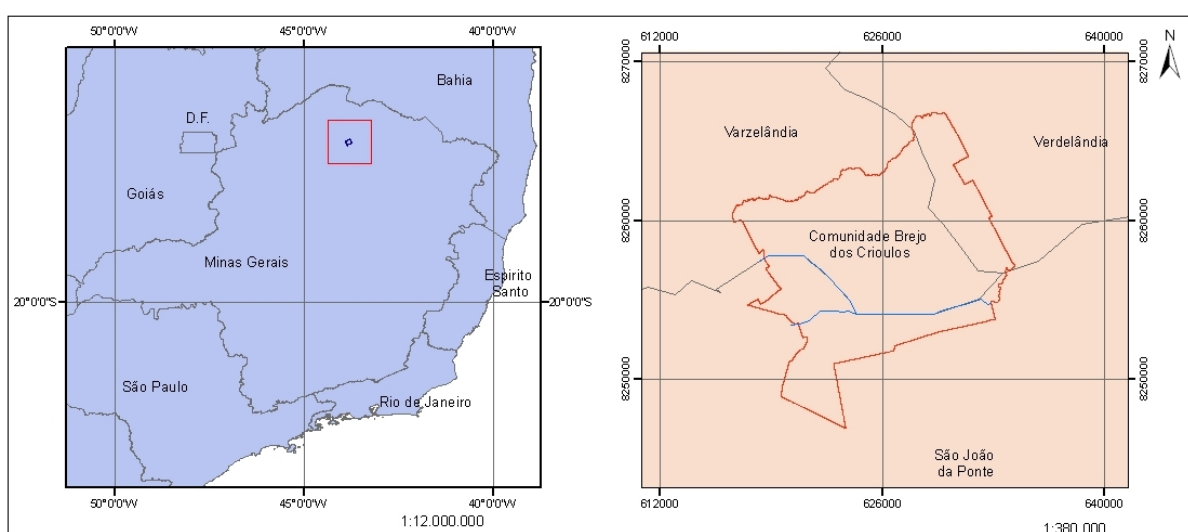 50°0'0"W 45°0'0"W 40°0'0"W
Bahia
D.F.
Goiás
Minas Gerais
Espirito
Santo
20°0'0"S 20°0'0"S
São Paulo
Rio de Janeiro
50°0'0"W 45°0'0"W 40°0'0"W
1:12.000.000
612000 626000 640000
N
8270000 8270000
Varzelândia Verdelândia
8260000 8260000
Comunidade Brejo
dos Crioulos
8250000 8250000
São João
da Ponte
612000 626000 640000
1:380.000